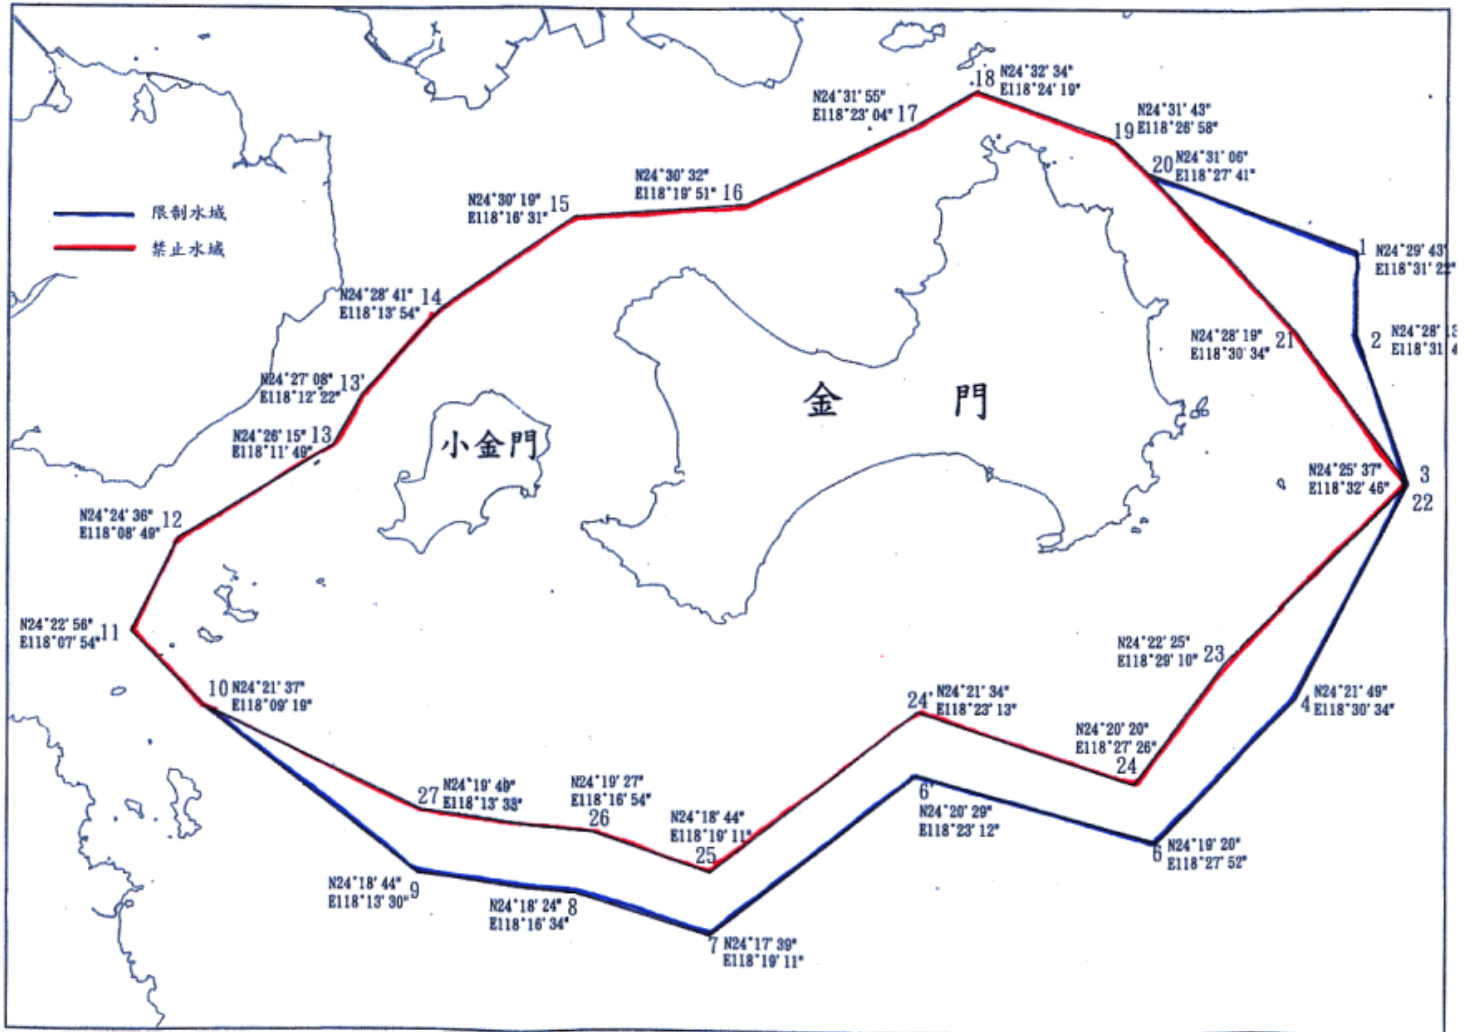 18
N24°32' 34"
E118°24' 19"
N24°31' 55"
E118°23' 04"
17
N24°31' 43"
E118°26' 58"
19
20
N24°31' 06"
E118°27' 41"
N24°30' 32"
E118°19' 51"
16
N24°30' 19"
E118°16' 31"
15
限制水域
禁止水域
1
N24°29' 43"
E118°31' 22"
N24°28' 41"
E118°13' 54"
14
N24°28' 19"
E118°30' 34"
21
2
N24°28' 13
E118°31' 4
N24°27' 08"
E118°12' 22"
13'
金門
小金門
N24°26' 15"
E118°11' 49"
13
N24°25' 37"
E118°32' 46"
3
22
N24°24' 36"
E118°08' 49"
12
N24°22' 56"
E118°07' 54"
11
N24°22' 25"
E118°29' 10"
23
10
N24°21' 37"
E118°09' 19"
24'
N24°21' 34"
E118°23' 13"
4
N24°21' 49"
E118°30' 34"
N24°20' 20"
E118°27' 26"
24
27
N24°19' 49"
E118°13' 33"
N24°19' 27"
E118°16' 54"
26
6'
N24°20' 29"
E118°23' 12"
N24°18' 44"
E118°19' 11"
25
6
N24°19' 20"
E118°27' 52"
N24°18' 44"
E118°13' 30"
9
N24°18' 24"
E118°16' 34"
8
7
N24°17' 39"
E118°19' 11"